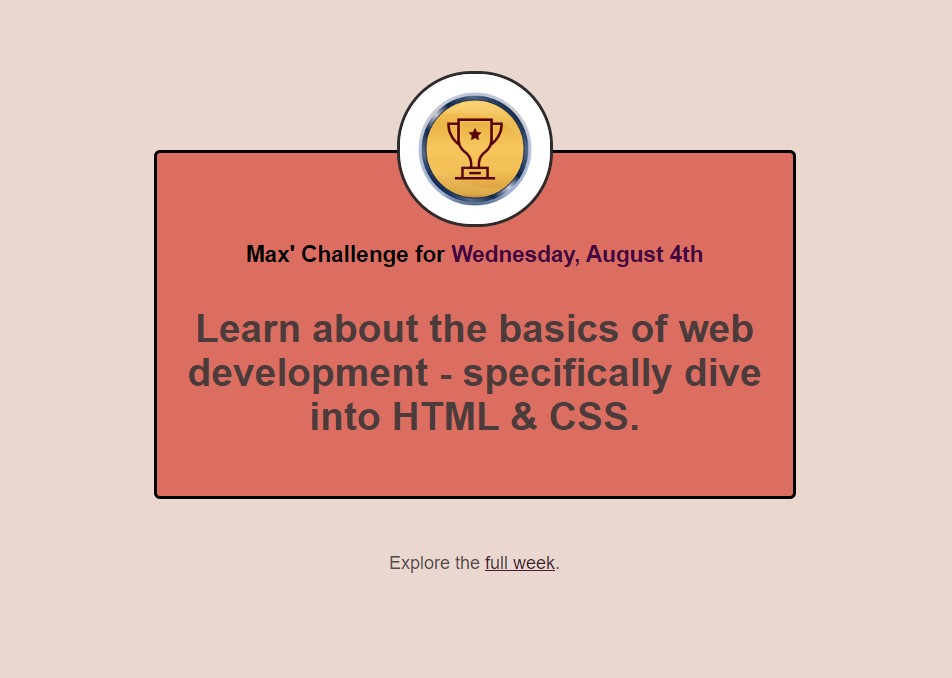 Max' Challenge for Wednesday, August 4th
Learn about the basics of web
development - specifically dive
into HTML & CSS.
Explore the full week.